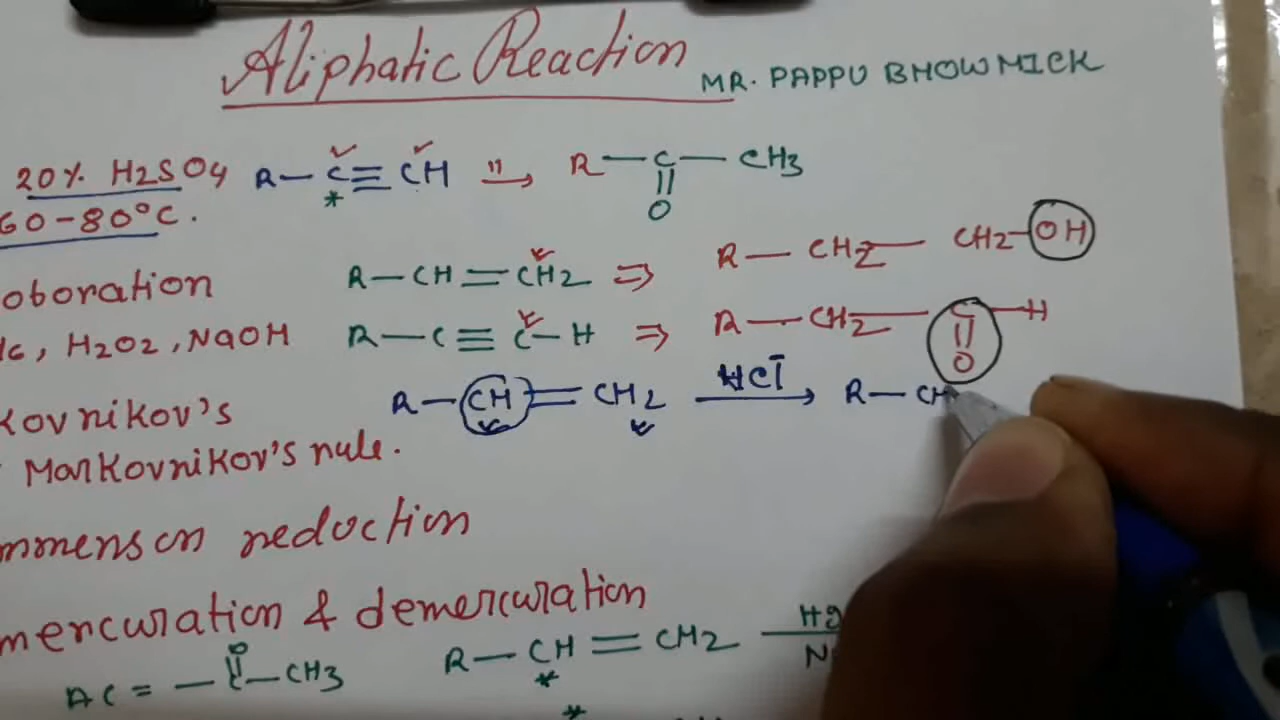 Aliphatic Reaction MR. PAPPU BHOWMICK
20% H2SO4 R—C≡CH " → R—C—CH3
* || O
60-80°C.
R—CH=CH2 ⇒ R—CH2—CH2—OH
oboration
R—C≡C—H ⇒ R—CH2—C—H
|| O
, H2O2, NaOH
R—CH=CH2 HCl → R—CH
kovnikov's
Markovnikov's rule.
mmenson reduction
mercuration & demercuration
R—CH=CH2 Hg
* N
AC = —C—CH3
|| O
*